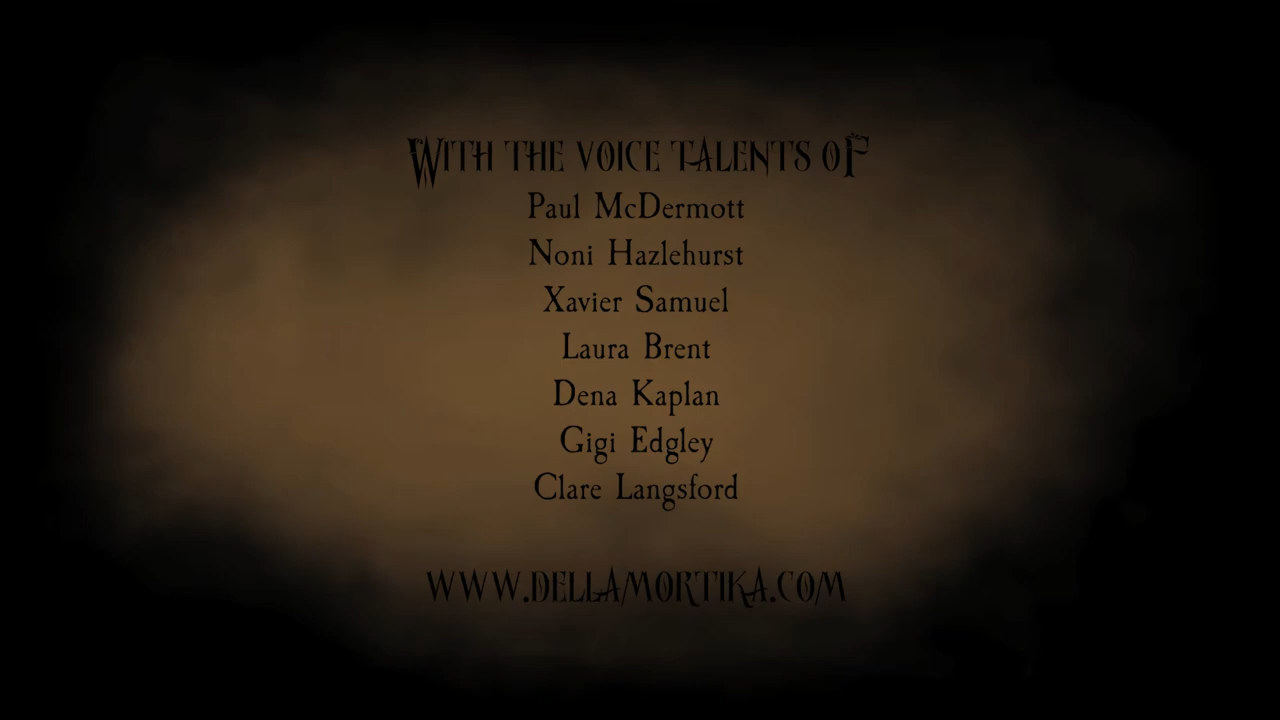 WITH THE VOICE TALENTS OF
Paul McDermott
Noni Hazlehurst
Xavier Samuel
Laura Brent
Dena Kaplan
Gigi Edgley
Clare Langsford
WWW.DELLAMORTIKA.COM